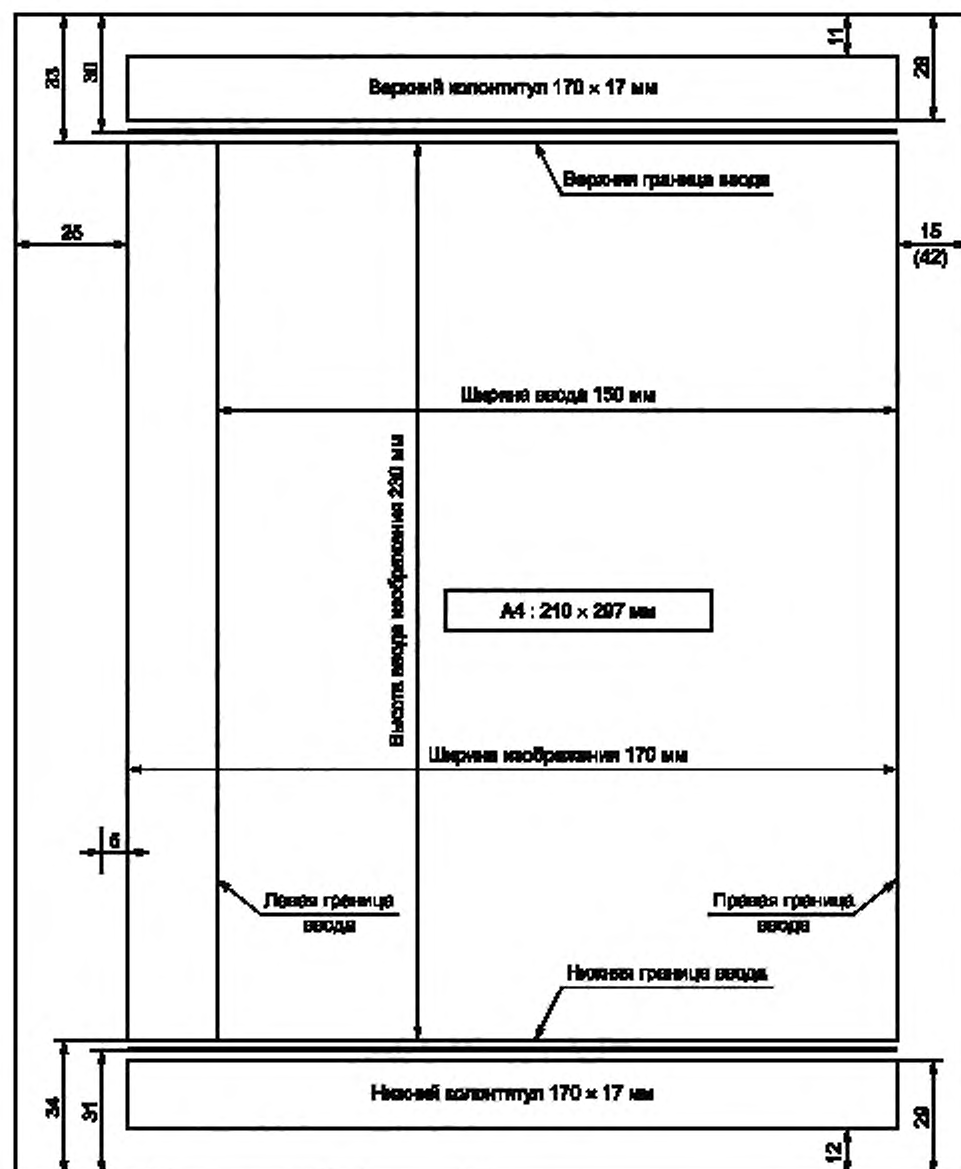 11
28
33
30
Верхний колонтитул 170 × 17 мм
Верхняя граница ввода
25
15
(42)
Ширина ввода 150 мм
Высота ввода изображения 230 мм
А4 : 210 × 297 мм
Ширина изображения 170 мм
5
Левая граница
ввода
Правая граница
ввода
Нижняя граница ввода
34
31
Нижний колонтитул 170 × 17 мм
29
12